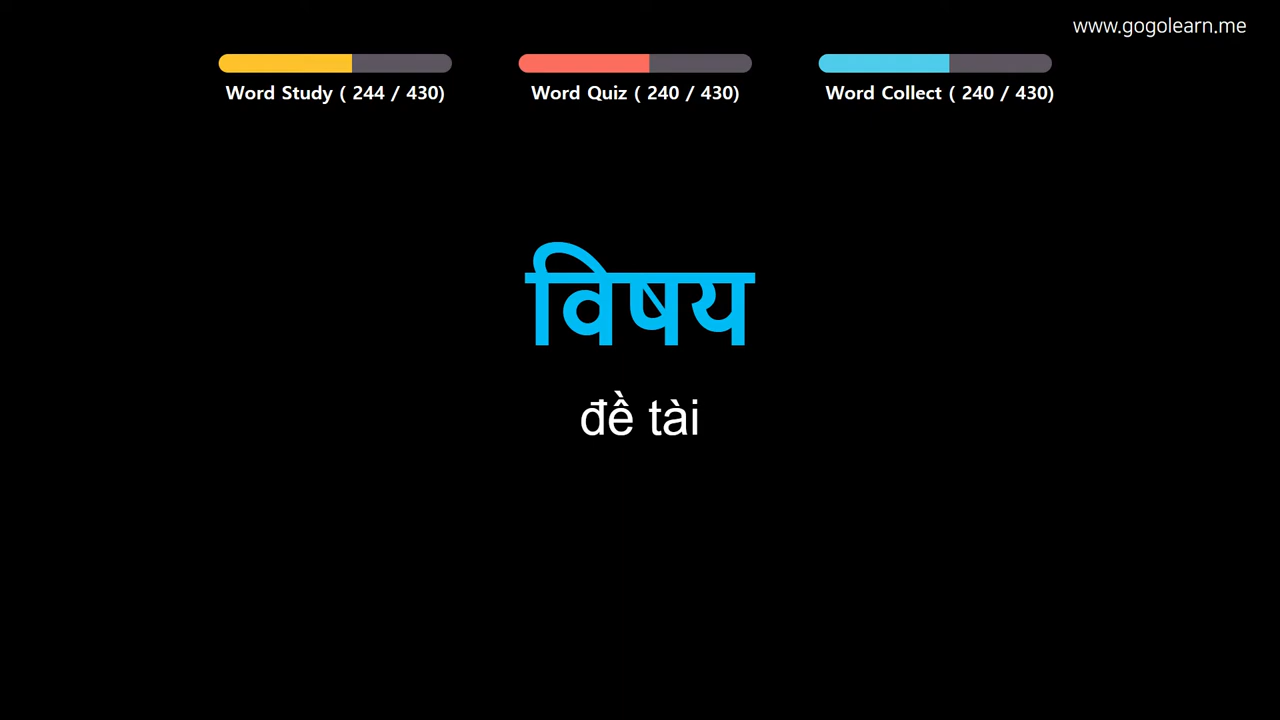 www.gogolearn.me
Word Study ( 244 / 430)
Word Quiz ( 240 / 430)
Word Collect ( 240 / 430)
विषय
đề tài